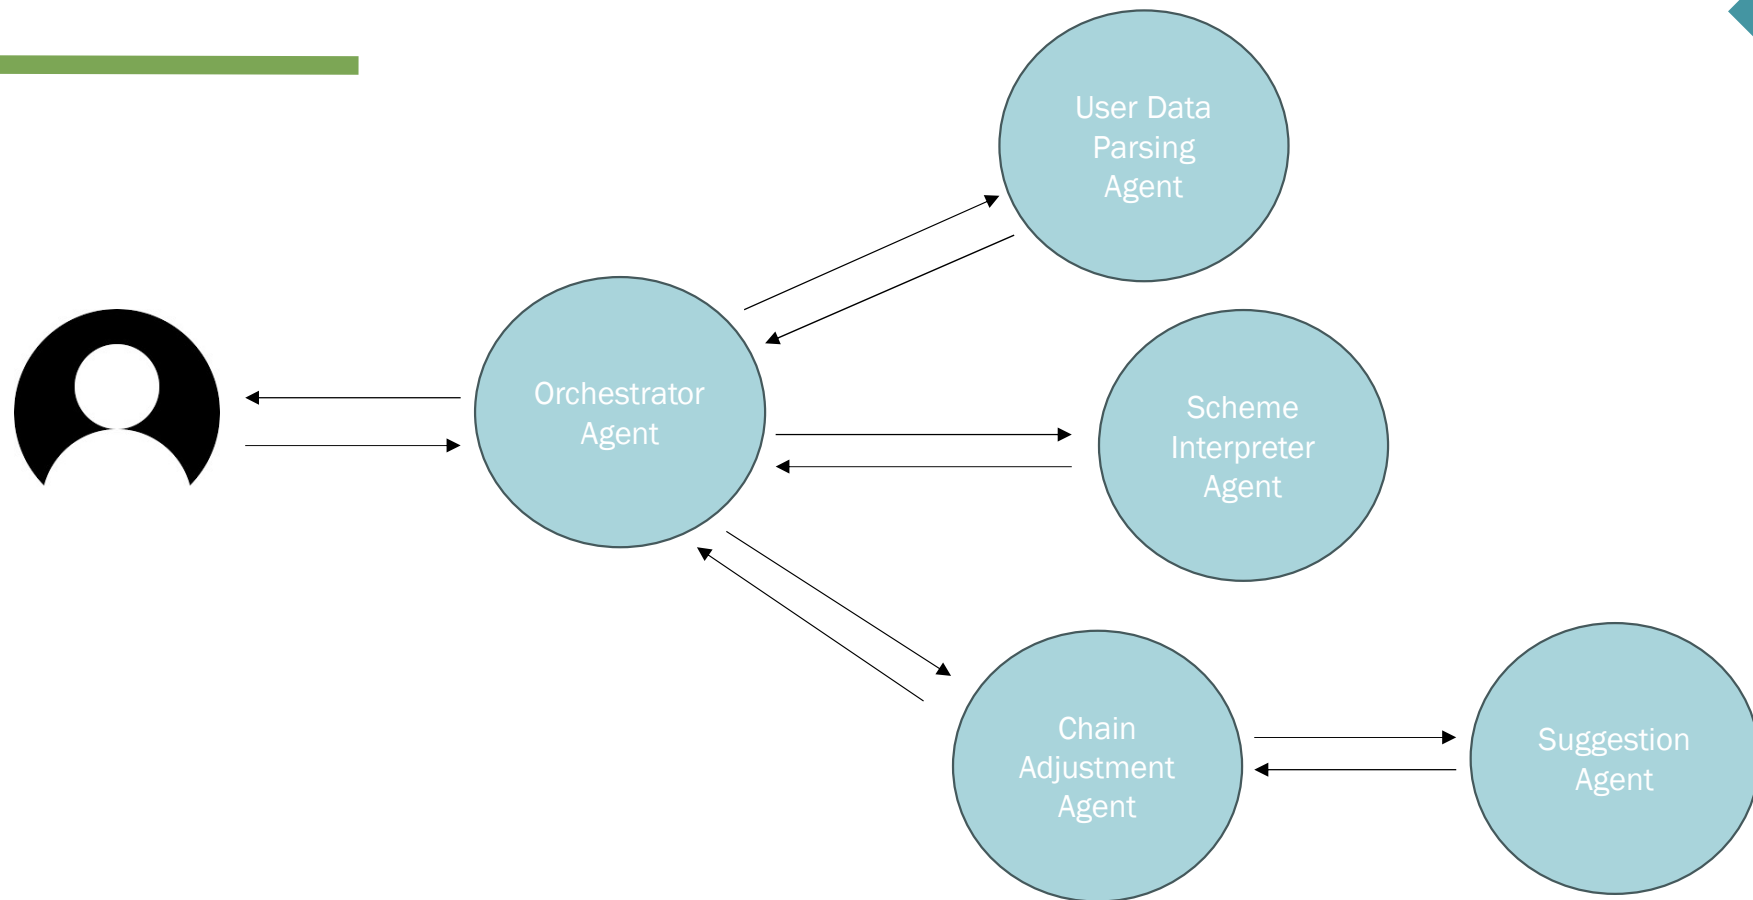 User Data
Parsing
Agent
Orchestrator
Agent
Scheme
Interpreter
Agent
Chain
Adjustment
Agent
Suggestion
Agent